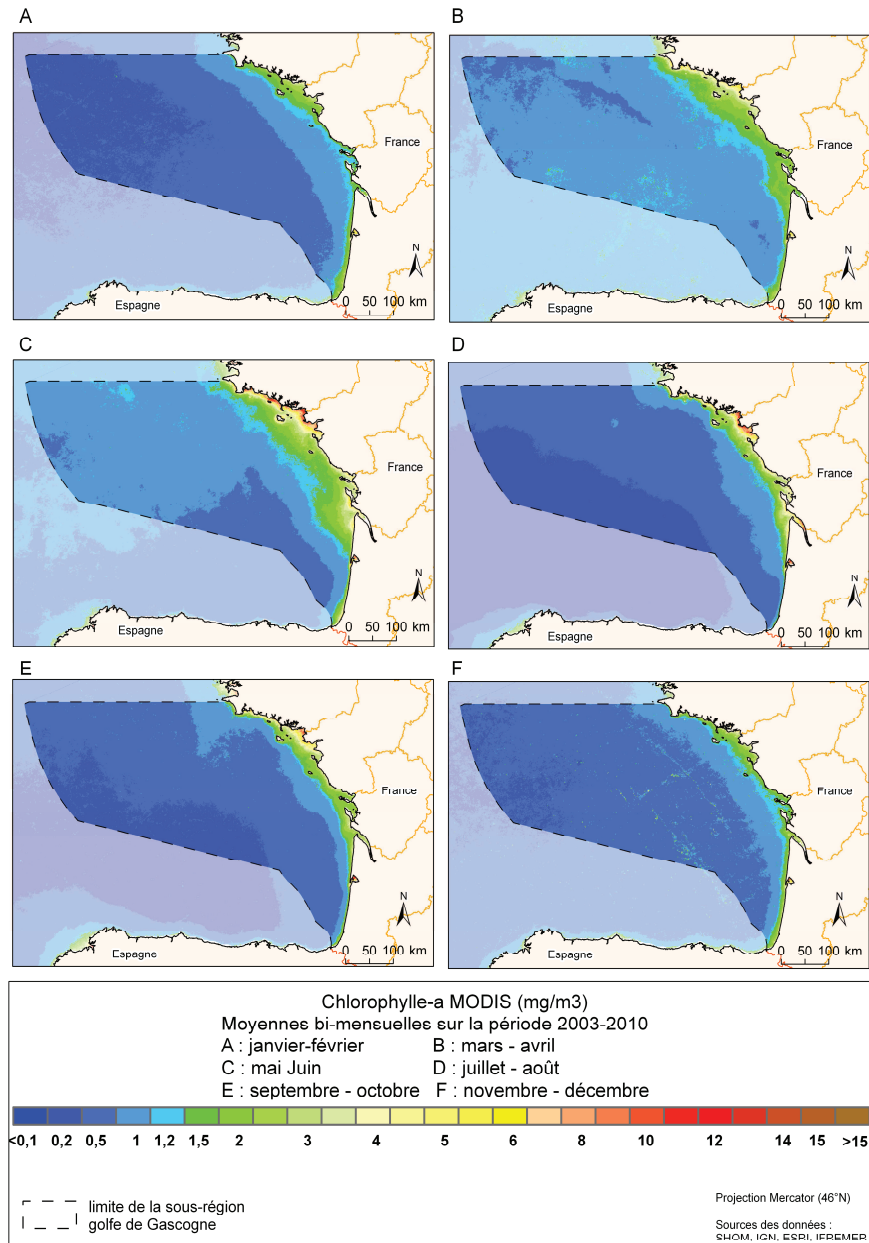 A
B
France
France
N
N
Espagne
0 50 100 km
Espagne
0 50 100 km
C
D
France
France
N
N
Espagne
0 50 100 km
Espagne
0 50 100 km
E
F
France
France
N
N
Espagne
0 50 100 km
Espagne
0 50 100 km
Chlorophylle-a MODIS (mg/m3)
Moyennes bi-mensuelles sur la période 2003-2010
A : janvier-février B : mars - avril
C : mai Juin D : juillet - août
E : septembre - octobre F : novembre - décembre
<0,1 0,2 0,5 1 1,2 1,5 2 3 4 5 6 8 10 12 14 15 >15
limite de la sous-région
golfe de Gascogne
Projection Mercator (46°N)
Sources des données :
SHOM, IGN, ESRI, IFREMER